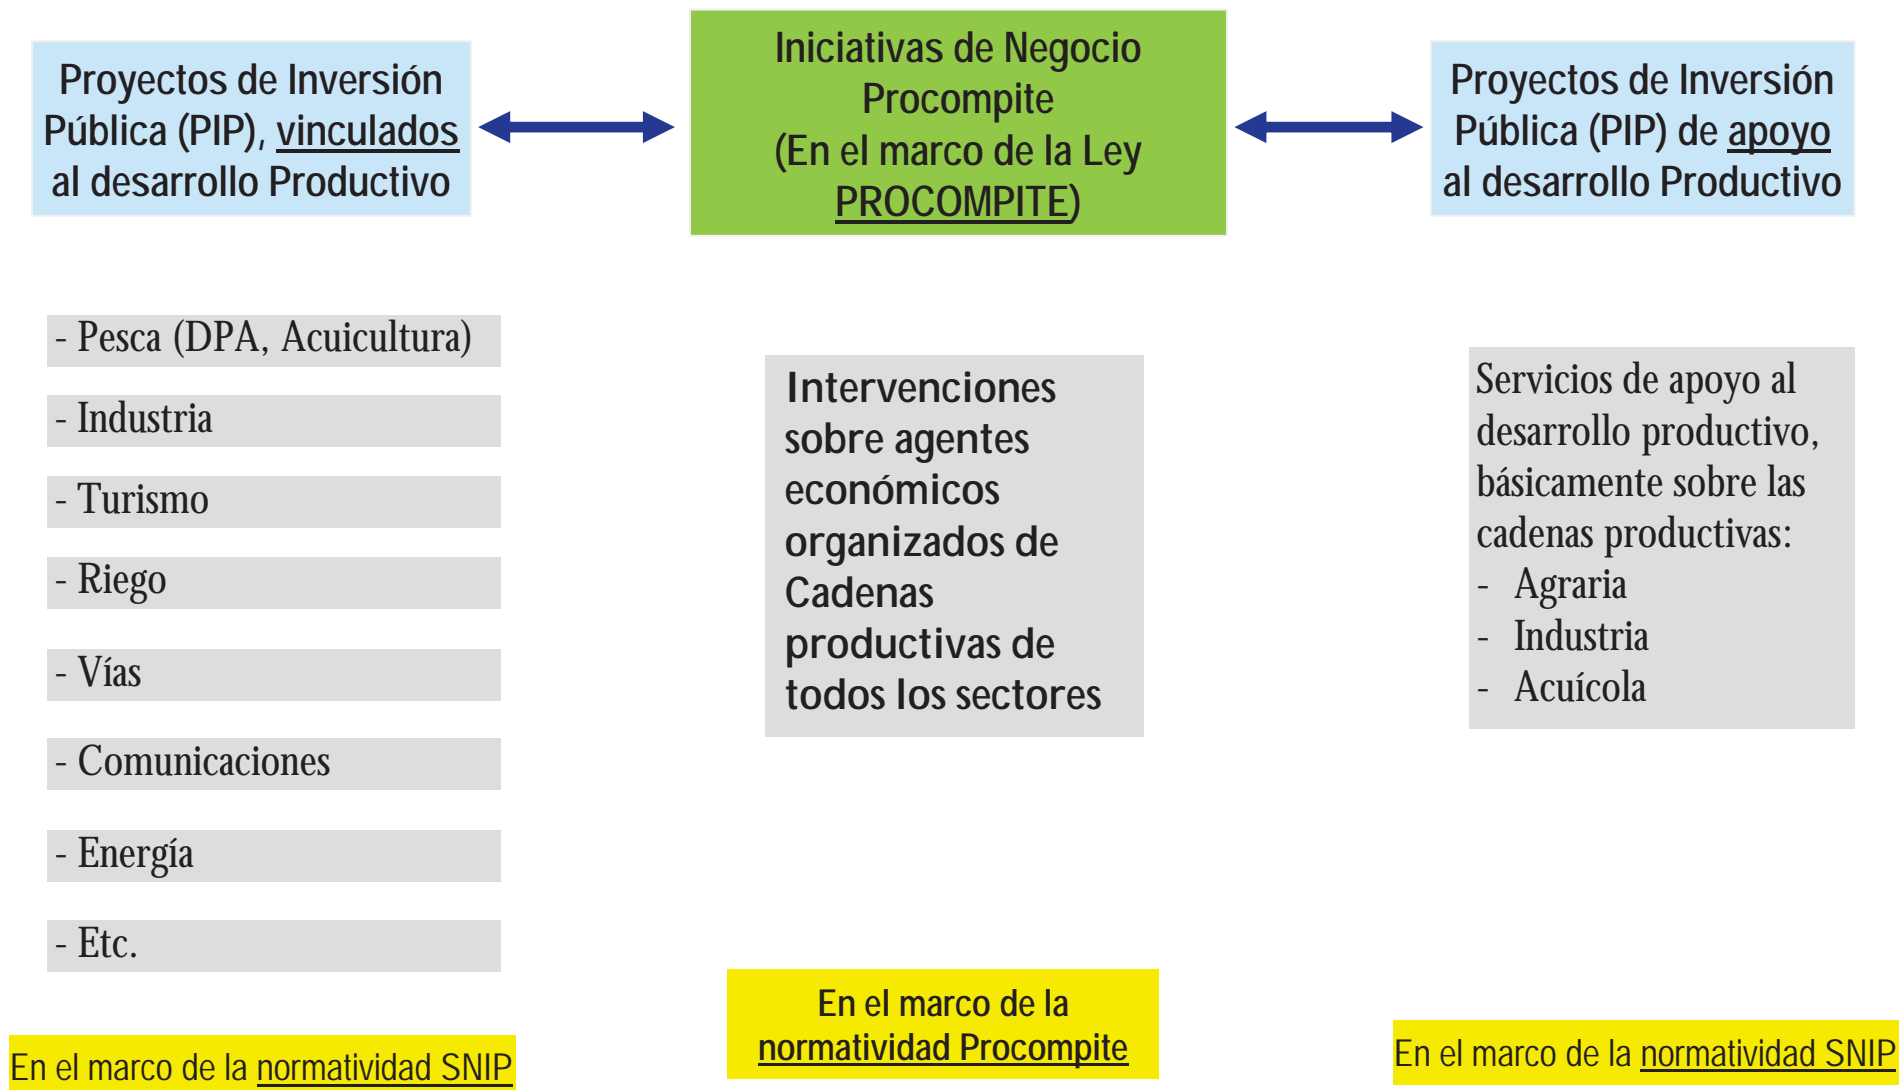 Proyectos de Inversión
Pública (PIP), vinculados
al desarrollo Productivo
Iniciativas de Negocio
Procompite
(En el marco de la Ley
PROCOMPITE)
Proyectos de Inversión
Pública (PIP) de apoyo
al desarrollo Productivo
- Pesca (DPA, Acuicultura)
- Industria
- Turismo
- Riego
- Vías
- Comunicaciones
- Energía
- Etc.
Intervenciones
sobre agentes
económicos
organizados de
Cadenas
productivas de
todos los sectores
Servicios de apoyo al
desarrollo productivo,
básicamente sobre las
cadenas productivas:
- Agraria
- Industria
- Acuícola
En el marco de la normatividad SNIP
En el marco de la
normatividad Procompite
En el marco de la normatividad SNIP